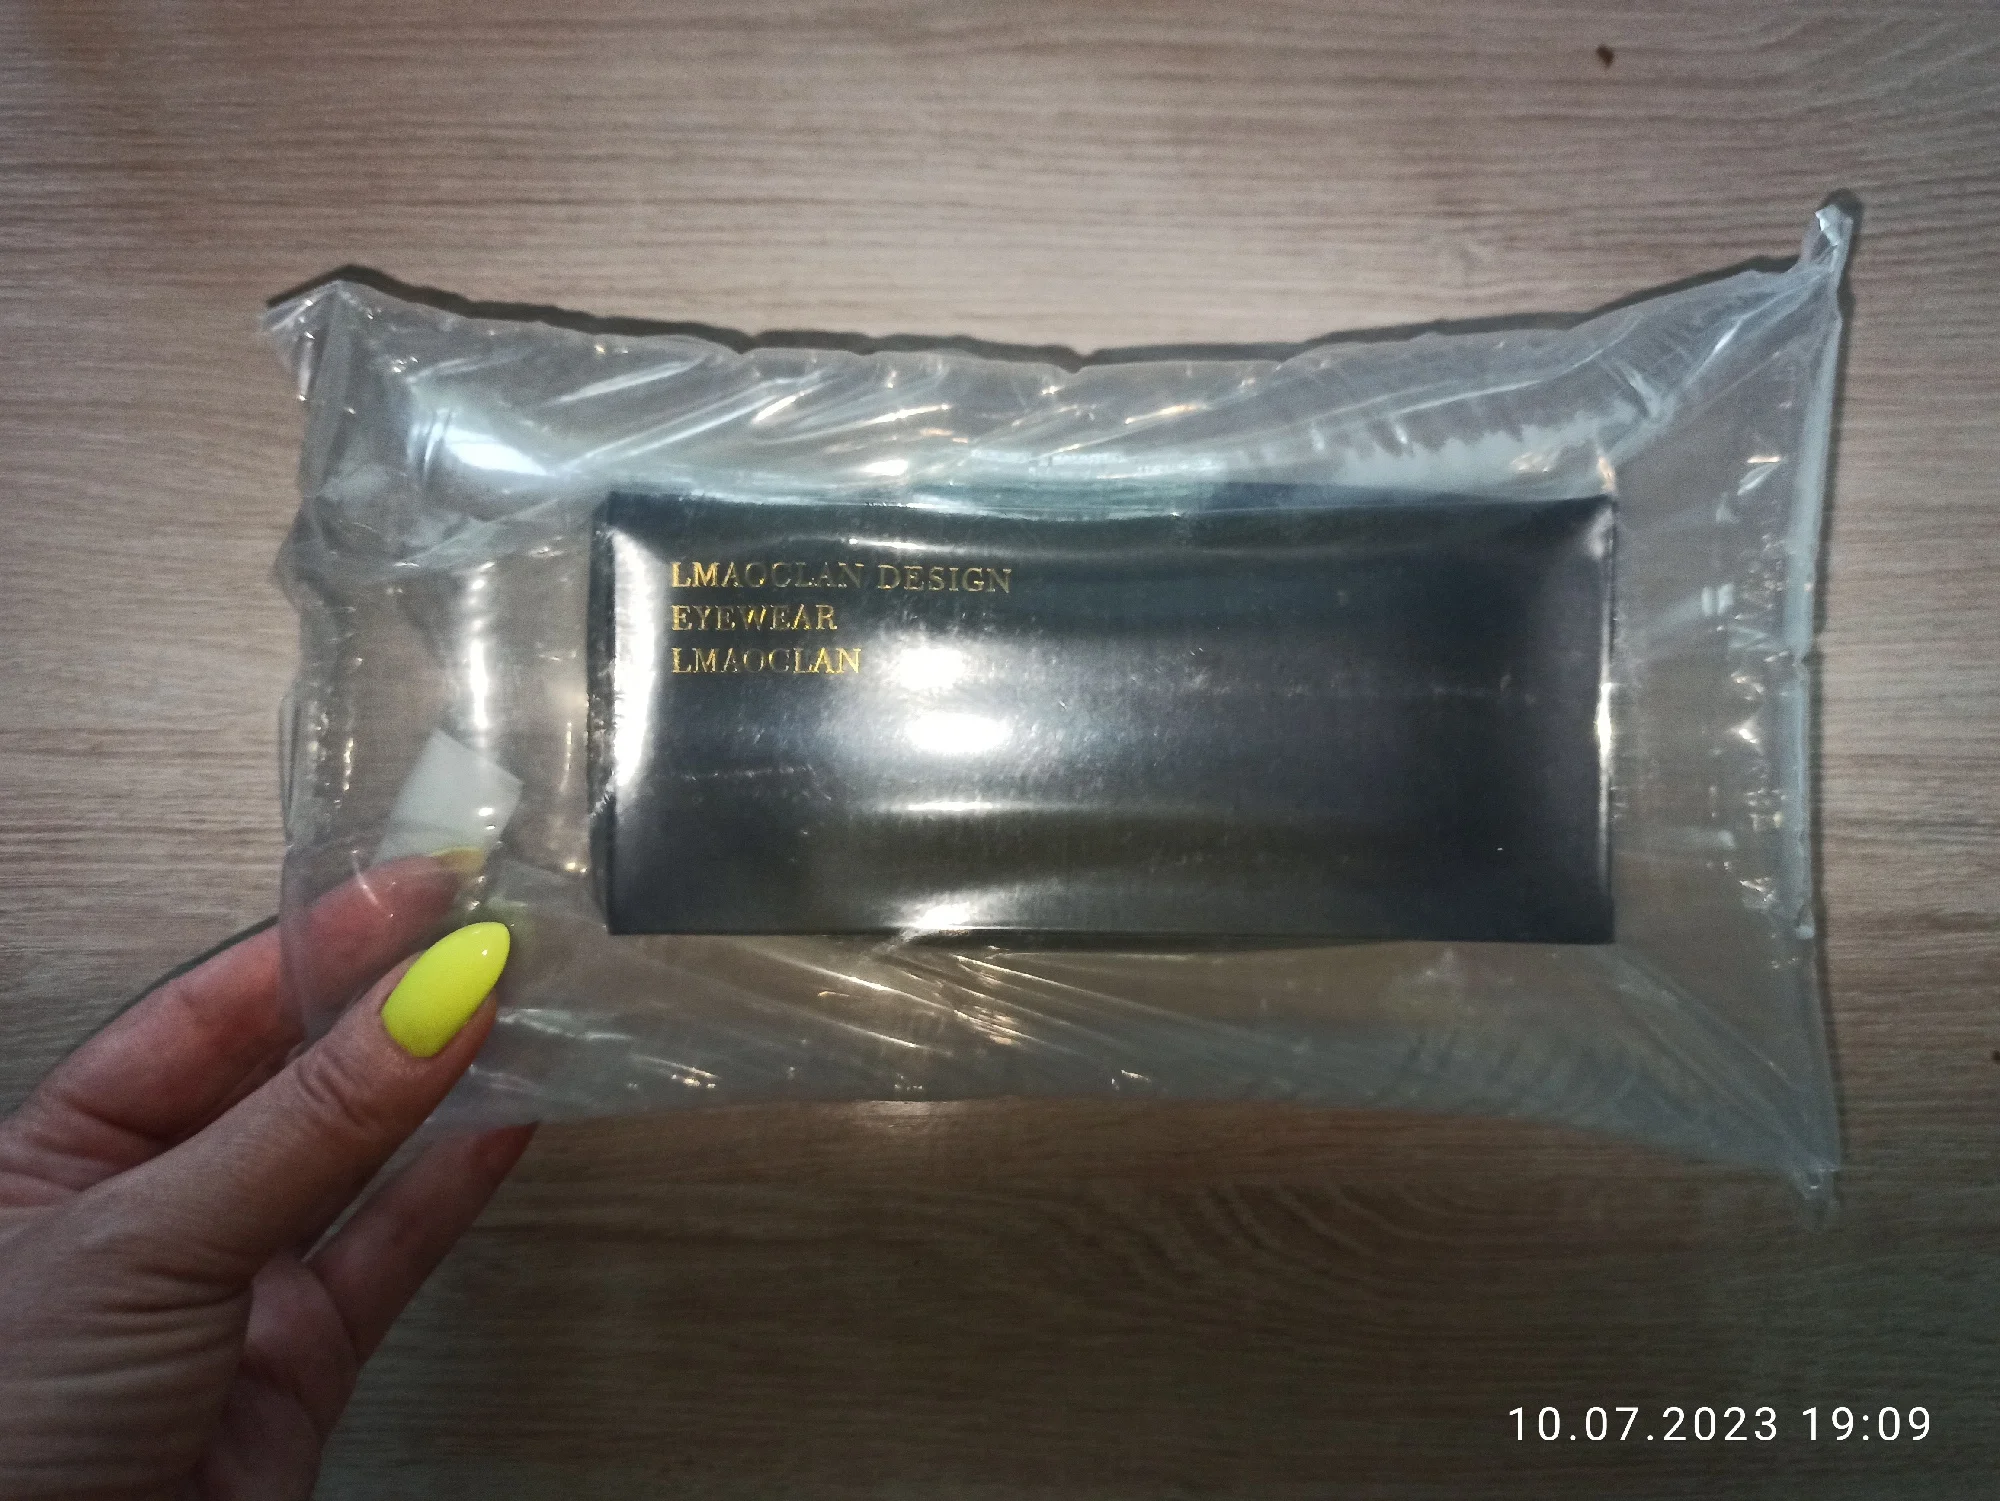 LMAOCLAN DESIGN
EYEWEAR
LMAOCLAN
10.07.2023 19:09